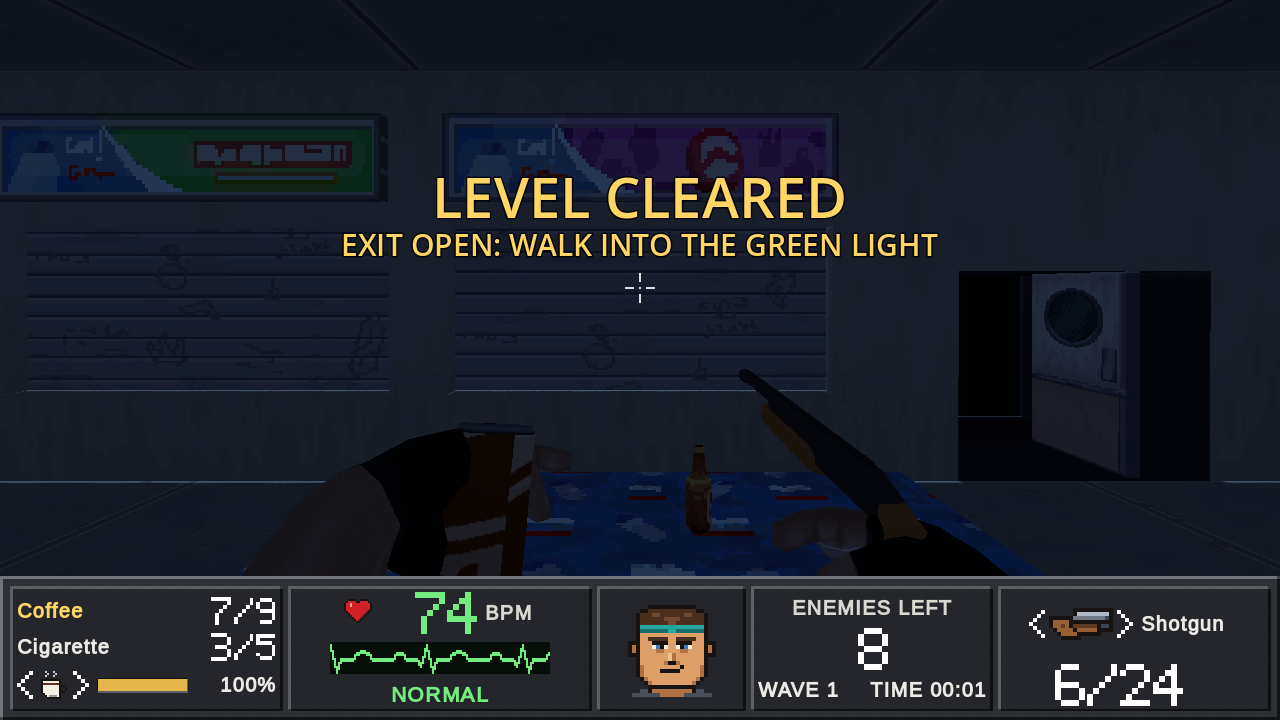 LEVEL CLEARED
EXIT OPEN: WALK INTO THE GREEN LIGHT
Coffee 7/9
Cigarette 3/5
100%
74 BPM
NORMAL
ENEMIES LEFT
8
WAVE 1 TIME 00:01
Shotgun
6/24